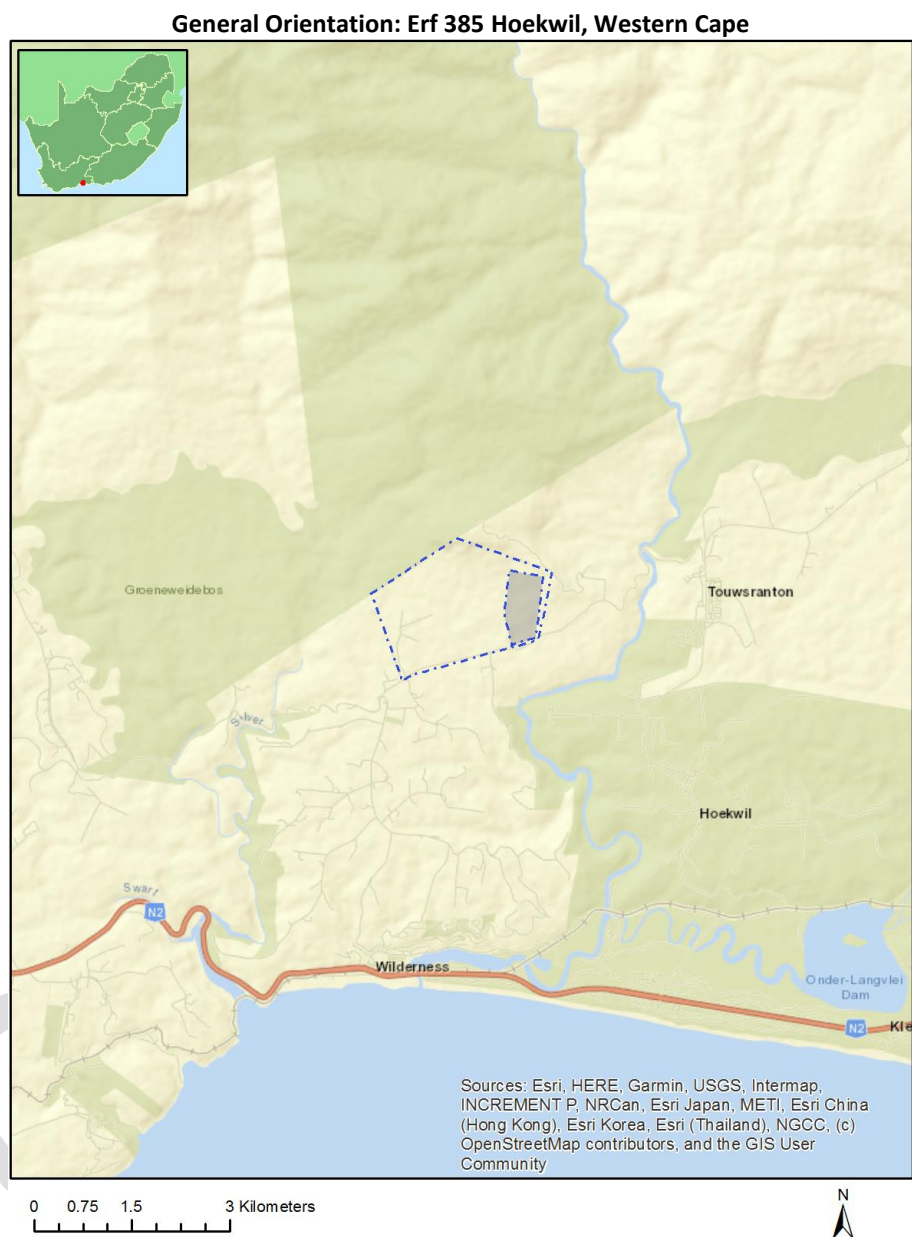 General Orientation: Erf 385 Hoekwil, Western Cape
Groeneweidebos
Touwsranton
Silver
Hoekwil
Swart
N2
Wilderness
Onder-Langvlei
Dam
N2
Kle
Sources: Esri, HERE, Garmin, USGS, Intermap,
INCREMENT P, NRCan, Esri Japan, METI, Esri China
(Hong Kong), Esri Korea, Esri (Thailand), NGCC, (c)
OpenStreetMap contributors, and the GIS User
Community
0 0.75 1.5 3 Kilometers
N